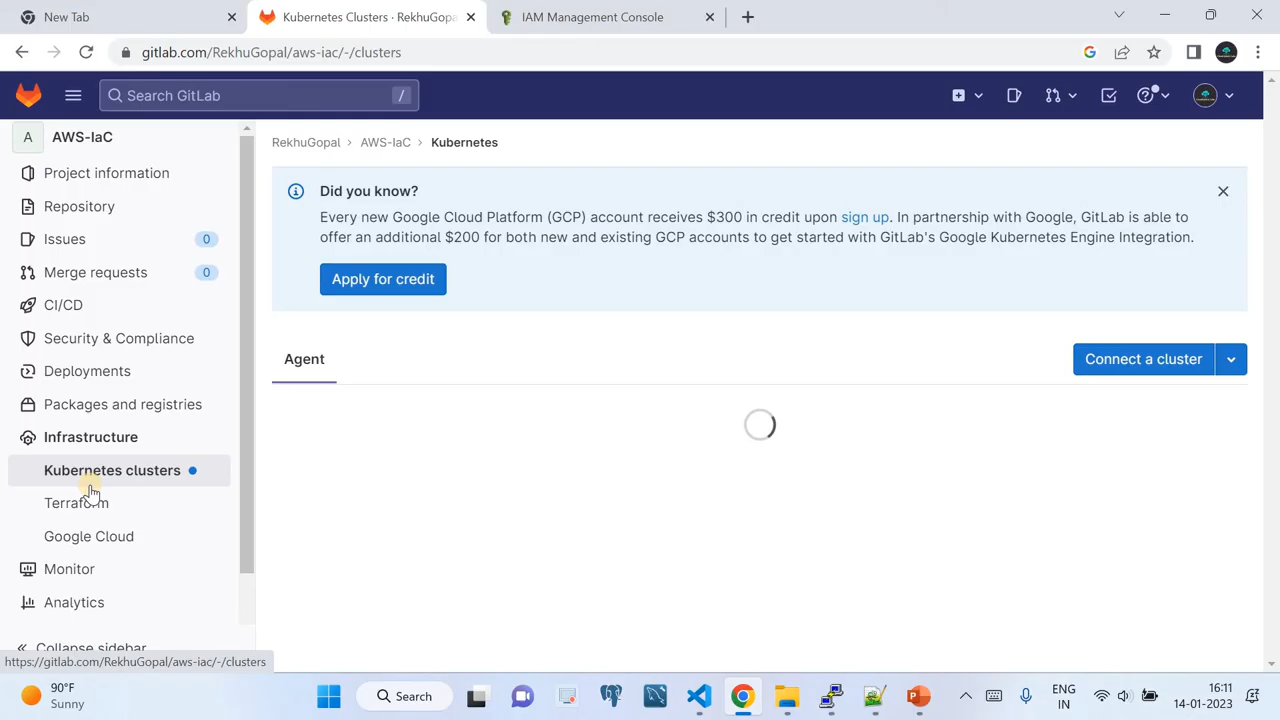 New Tab
Kubernetes Clusters · RekhuGopa
IAM Management Console
gitlab.com/RekhuGopal/aws-iac/-/clusters
Search GitLab
/
A
AWS-IaC
Project information
Repository
Issues
0
Merge requests
0
CI/CD
Security & Compliance
Deployments
Packages and registries
Infrastructure
Kubernetes clusters
Terraform
Google Cloud
Monitor
Analytics
Collapse sidebar
https://gitlab.com/RekhuGopal/aws-iac/-/clusters
RekhuGopal
AWS-IaC
Kubernetes
Did you know?
Every new Google Cloud Platform (GCP) account receives $300 in credit upon sign up. In partnership with Google, GitLab is able to
offer an additional $200 for both new and existing GCP accounts to get started with GitLab's Google Kubernetes Engine Integration.
Apply for credit
Agent
Connect a cluster
90°F
Sunny
Search
ENG
IN
16:11
14-01-2023